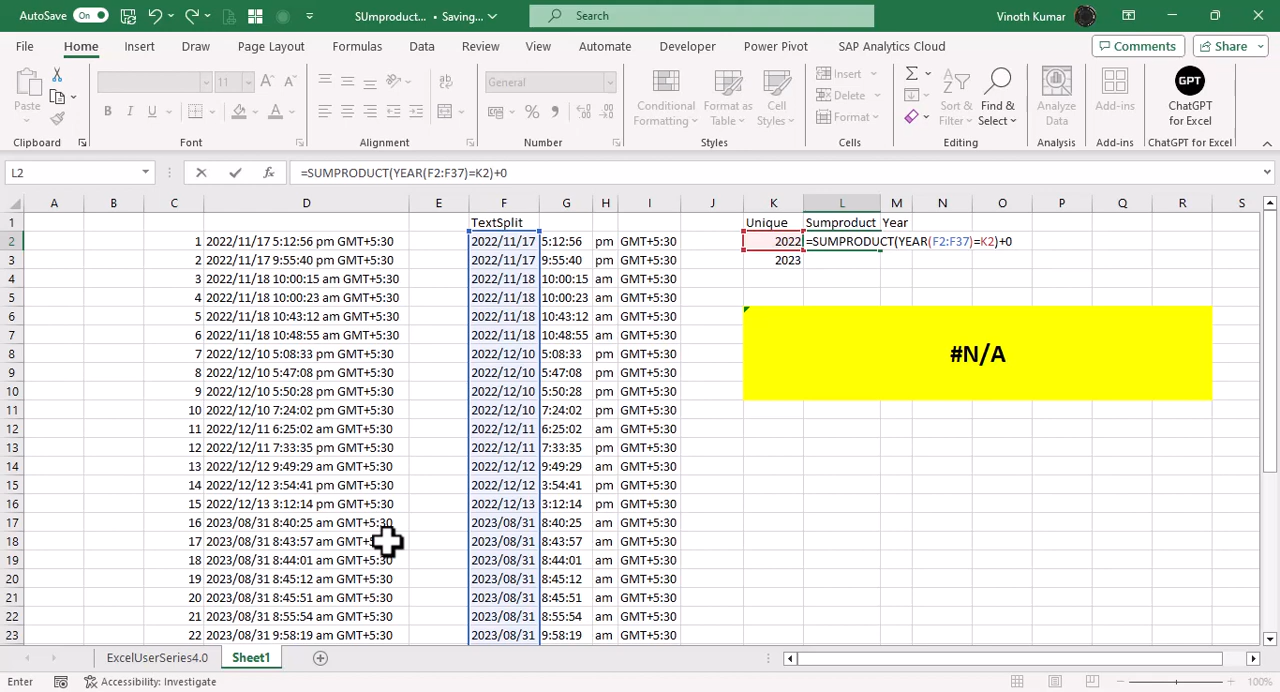 AutoSave On SUmproduct... • Saving... Search Vinoth Kumar
File Home Insert Draw Page Layout Formulas Data Review View Automate Developer Power Pivot SAP Analytics Cloud Comments Share
Paste 11 B I U General Conditional Formatting Format as Table Cell Styles Insert Delete Format Sort & Filter Find & Select Analyze Data Add-ins GPT ChatGPT for Excel
Clipboard Font Alignment Number Styles Cells Editing Analysis Add-ins ChatGPT for Excel
L2 =SUMPRODUCT(YEAR(F2:F37)=K2)+0
A B C D E F G H I J K L M N O P Q R S
1 TextSplit Unique Sumproduct Year
2 1 2022/11/17 5:12:56 pm GMT+5:30 2022/11/17 5:12:56 pm GMT+5:30 2022 =SUMPRODUCT(YEAR(F2:F37)=K2)+0
3 2 2022/11/17 9:55:40 pm GMT+5:30 2022/11/17 9:55:40 pm GMT+5:30 2023
4 3 2022/11/18 10:00:15 am GMT+5:30 2022/11/18 10:00:15 am GMT+5:30
5 4 2022/11/18 10:00:23 am GMT+5:30 2022/11/18 10:00:23 am GMT+5:30
6 5 2022/11/18 10:43:12 am GMT+5:30 2022/11/18 10:43:12 am GMT+5:30
7 6 2022/11/18 10:48:55 am GMT+5:30 2022/11/18 10:48:55 am GMT+5:30
8 7 2022/12/10 5:08:33 pm GMT+5:30 2022/12/10 5:08:33 pm GMT+5:30 #N/A
9 8 2022/12/10 5:47:08 pm GMT+5:30 2022/12/10 5:47:08 pm GMT+5:30
10 9 2022/12/10 5:50:28 pm GMT+5:30 2022/12/10 5:50:28 pm GMT+5:30
11 10 2022/12/10 7:24:02 pm GMT+5:30 2022/12/10 7:24:02 pm GMT+5:30
12 11 2022/12/11 6:25:02 pm GMT+5:30 2022/12/11 6:25:02 pm GMT+5:30
13 12 2022/12/11 7:33:35 pm GMT+5:30 2022/12/11 7:33:35 pm GMT+5:30
14 13 2022/12/12 9:49:29 am GMT+5:30 2022/12/12 9:49:29 am GMT+5:30
15 14 2022/12/12 3:54:41 pm GMT+5:30 2022/12/12 3:54:41 pm GMT+5:30
16 15 2022/12/13 3:12:14 pm GMT+5:30 2022/12/13 3:12:14 pm GMT+5:30
17 16 2023/08/31 8:40:25 am GMT+5:30 2023/08/31 8:40:25 am GMT+5:30
18 17 2023/08/31 8:43:57 am GMT+5:30 2023/08/31 8:43:57 am GMT+5:30
19 18 2023/08/31 8:44:01 am GMT+5:30 2023/08/31 8:44:01 am GMT+5:30
20 19 2023/08/31 8:45:12 am GMT+5:30 2023/08/31 8:45:12 am GMT+5:30
21 20 2023/08/31 8:45:51 am GMT+5:30 2023/08/31 8:45:51 am GMT+5:30
22 21 2023/08/31 8:55:54 am GMT+5:30 2023/08/31 8:55:54 am GMT+5:30
23 22 2023/08/31 9:58:19 am GMT+5:30 2023/08/31 9:58:19 am GMT+5:30
ExcelUserSeries4.0 Sheet1
Enter Accessibility: Investigate 100%